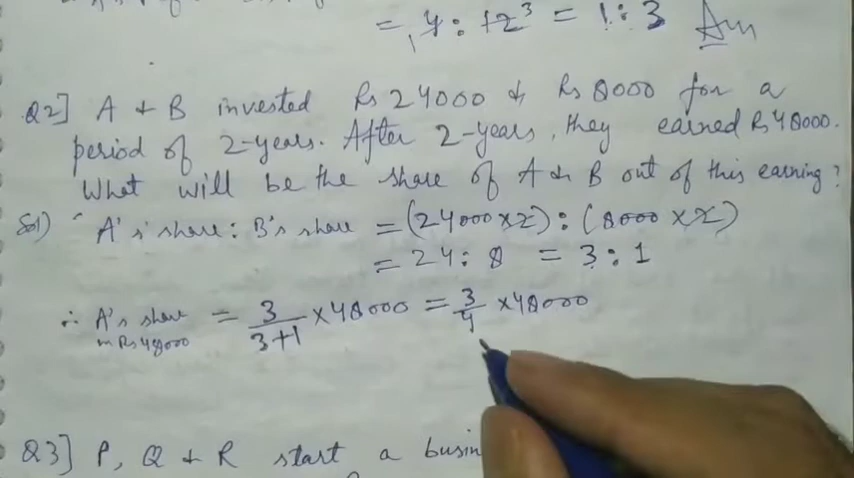 = 4 : 12³ = 1 : 3 Ans
Q2] A & B invested Rs 24000 & Rs 8000 for a
period of 2-years. After 2-years, they earned Rs 48000.
What will be the share of A & B out of this earning?
Sol) A's share : B's share = (24000 × 2) : (8000 × 2)
= 24 : 8 = 3 : 1
∴ A's share = 3/(3+1) × 48000 = 3/4 × 48000
in Rs 48000
Q3] P, Q & R start a busin